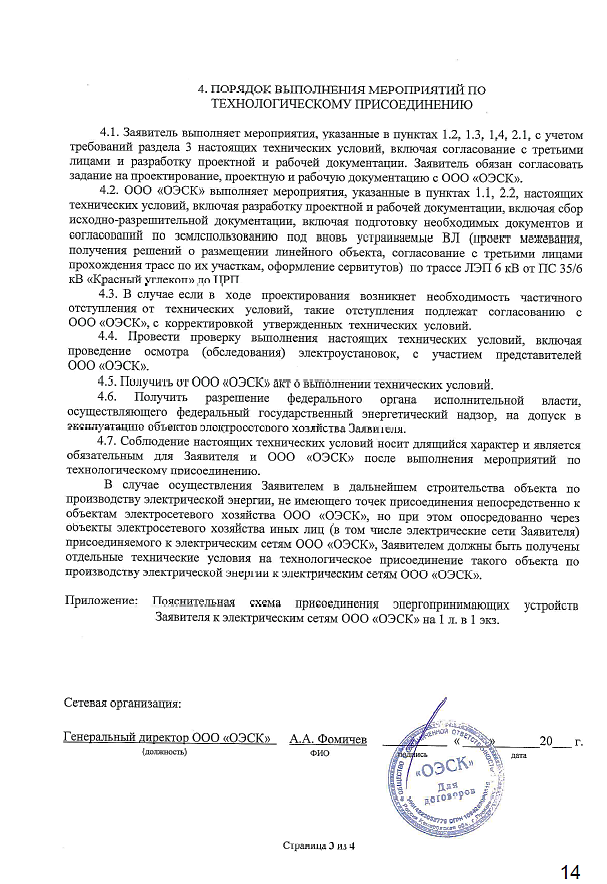 4. ПОРЯДОК ВЫПОЛНЕНИЯ МЕРОПРИЯТИЙ ПО
ТЕХНОЛОГИЧЕСКОМУ ПРИСОЕДИНЕНИЮ
4.1. Заявитель выполняет мероприятия, указанные в пунктах 1.2, 1.3, 1,4, 2.1, с учетом
требований раздела 3 настоящих технических условий, включая согласование с третьими
лицами и разработку проектной и рабочей документации. Заявитель обязан согласовать
задание на проектирование, проектную и рабочую документацию с ООО «ОЭСК».
4.2. ООО «ОЭСК» выполняет мероприятия, указанные в пунктах 1.1, 2.2, настоящих
технических условий, включая разработку проектной и рабочей документации, включая сбор
исходно-разрешительной документации, включая подготовку необходимых документов и
согласований по землспользованию под вновь устраиваемые ВЛ (проект межевания,
получения решений о размещении линейного объекта, согласование с третьими лицами
прохождения трасс по их участкам, оформление сервитутов) по трассе ЛЭП 6 кВ от ПС 35/6
кВ «Красный углекоп» до ЦРП
4.3. В случае если в ходе проектирования возникнет необходимость частичного
отступления от технических условий, такие отступления подлежат согласованию с
ООО «ОЭСК», с корректировкой утвержденных технических условий.
4.4. Провести проверку выполнения настоящих технических условий, включая
проведение осмотра (обследования) электроустановок, с участием представителей
ООО «ОЭСК».
4.5. Получить от ООО «ОЭСК» акт о выполнении технических условий.
4.6. Получить разрешение федерального органа исполнительной власти,
осуществляющего федеральный государственный энергетический надзор, на допуск в
эксплуатацию объектов электросетевого хозяйства Заявителя.
4.7. Соблюдение настоящих технических условий носит длящийся характер и является
обязательным для Заявителя и ООО «ОЭСК» после выполнения мероприятий по
технологическому присоединению.
В случае осуществления Заявителем в дальнейшем строительства объекта по
производству электрической энергии, не имеющего точек присоединения непосредственно к
объектам электросетевого хозяйства ООО «ОЭСК», но при этом опосредованно через
объекты электросетевого хозяйства иных лиц (в том числе электрические сети Заявителя)
присоединяемого к электрическим сетям ООО «ОЭСК», Заявителем должны быть получены
отдельные технические условия на технологическое присоединение такого объекта по
производству электрической энергии к электрическим сетям ООО «ОЭСК».
Приложение: Пояснительная схема присоединения энергопринимающих устройств
Заявителя к электрическим сетям ООО «ОЭСК» на 1 л. в 1 экз.
Сетевая организация:
Генеральный директор ООО «ОЭСК» А.А. Фомичев « » 20 г.
(должность) ФИО подпись дата
«ОЭСК»
Для
договоров
Страница 3 из 4
14